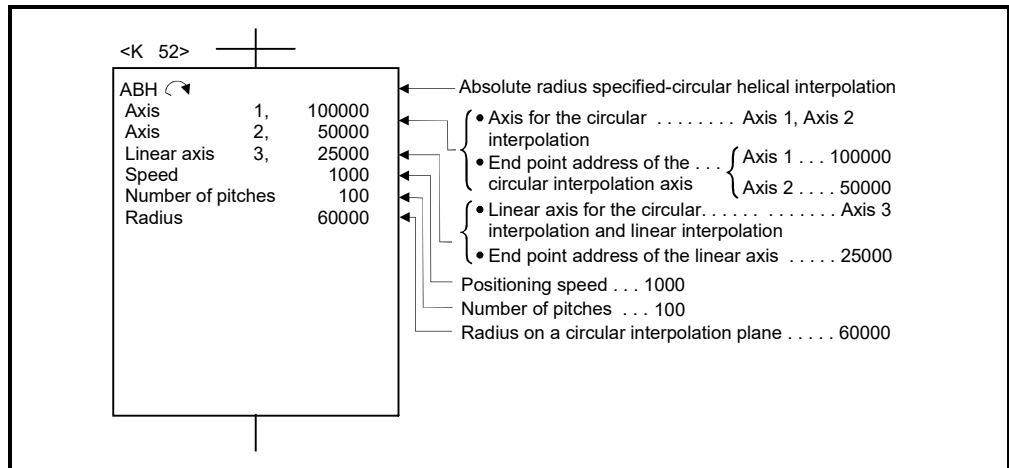 <K 52>
ABH
Axis 1, 100000
Axis 2, 50000
Linear axis 3, 25000
Speed 1000
Number of pitches 100
Radius 60000
Absolute radius specified-circular helical interpolation
• Axis for the circular . . . . . . . . Axis 1, Axis 2
interpolation
• End point address of the . . . Axis 1 . . . 100000
circular interpolation axis Axis 2 . . . . 50000
• Linear axis for the circular. . . . . . . . . . . . . Axis 3
interpolation and linear interpolation
• End point address of the linear axis . . . . . 25000
Positioning speed . . . 1000
Number of pitches . . . 100
Radius on a circular interpolation plane . . . . . 60000